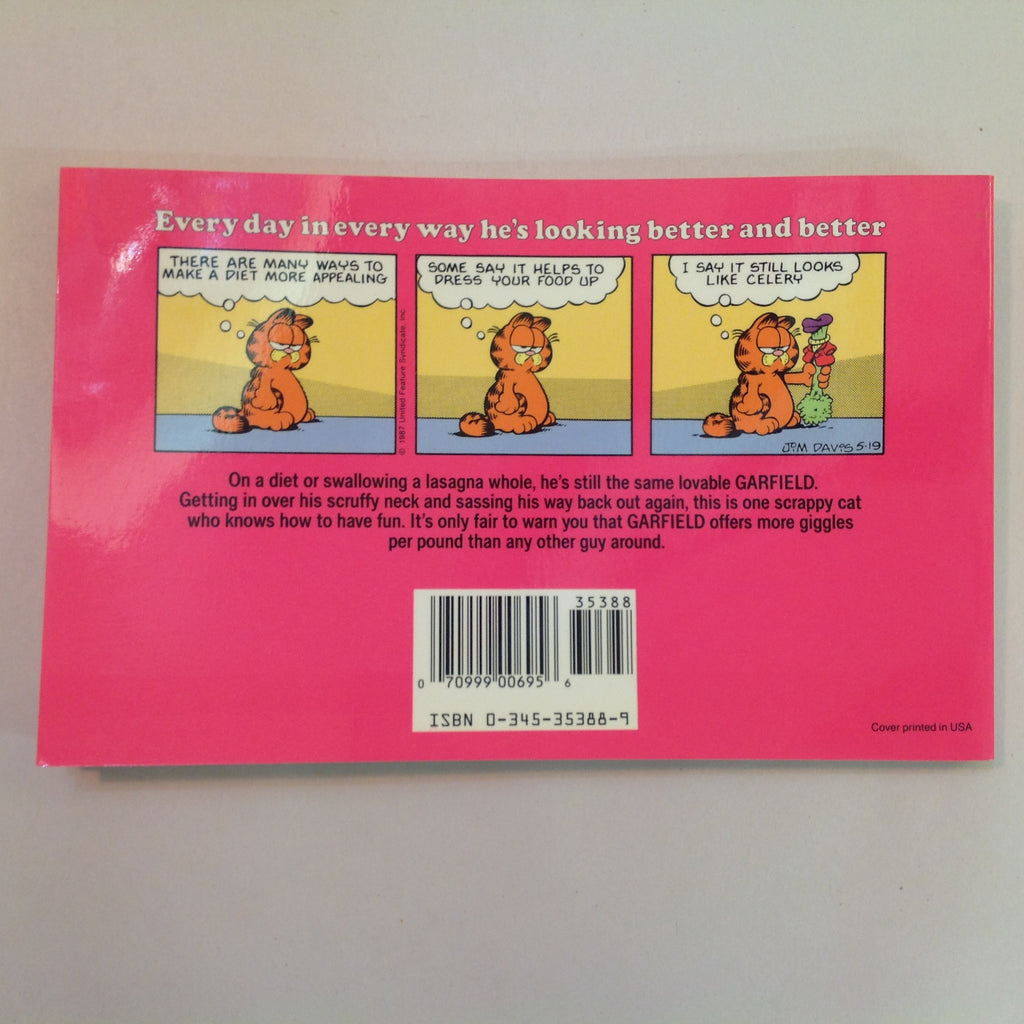 Every day in every way he's looking better and better
THERE ARE MANY WAYS TO
MAKE A DIET MORE APPEALING
© 1987 United Feature Syndicate, Inc.
SOME SAY IT HELPS TO
DRESS YOUR FOOD UP
I SAY IT STILL LOOKS
LIKE CELERY
JIM DAVIS 5-19
On a diet or swallowing a lasagna whole, he's still the same lovable GARFIELD.
Getting in over his scruffy neck and sassing his way back out again, this is one scrappy cat
who knows how to have fun. It's only fair to warn you that GARFIELD offers more giggles
per pound than any other guy around.
35388
0 70999 00695 6
ISBN 0-345-35388-9
Cover printed in USA